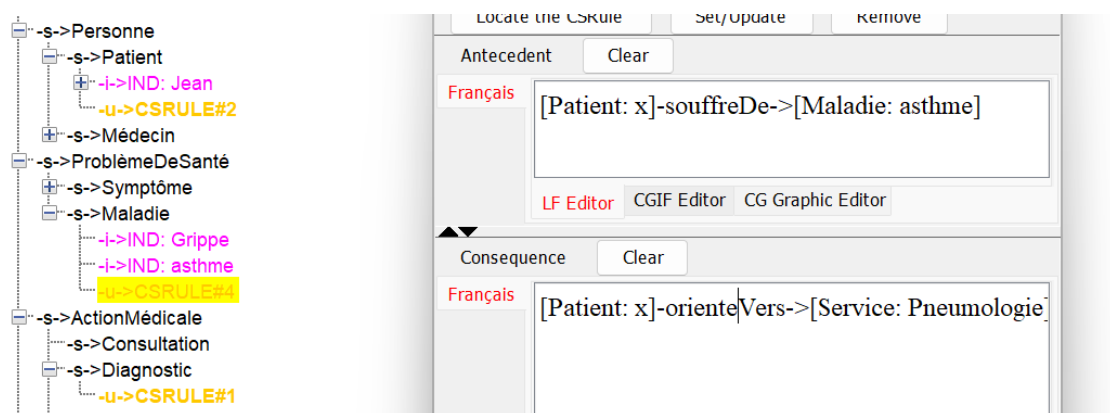 -s->Personne
-s->Patient
-i->IND: Jean
-u->CSRULE#2
-s->Médecin
-s->ProblèmeDeSanté
-s->Symptôme
-s->Maladie
-i->IND: Grippe
-i->IND: asthme
-u->CSRULE#4
-s->ActionMédicale
-s->Consultation
-s->Diagnostic
-u->CSRULE#1
Locate the CSRule Set/Update Remove
Antecedent Clear
Français
[Patient: x]-souffreDe->[Maladie: asthme]
LF Editor CGIF Editor CG Graphic Editor
Consequence Clear
Français
[Patient: x]-orienteVers->[Service: Pneumologie]